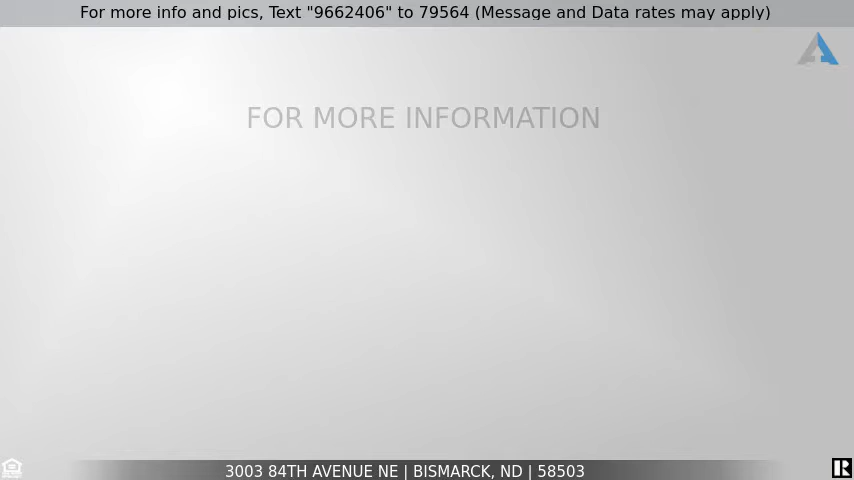 For more info and pics, Text "9662406" to 79564 (Message and Data rates may apply)
FOR MORE INFORMATION
3003 84TH AVENUE NE | BISMARCK, ND | 58503